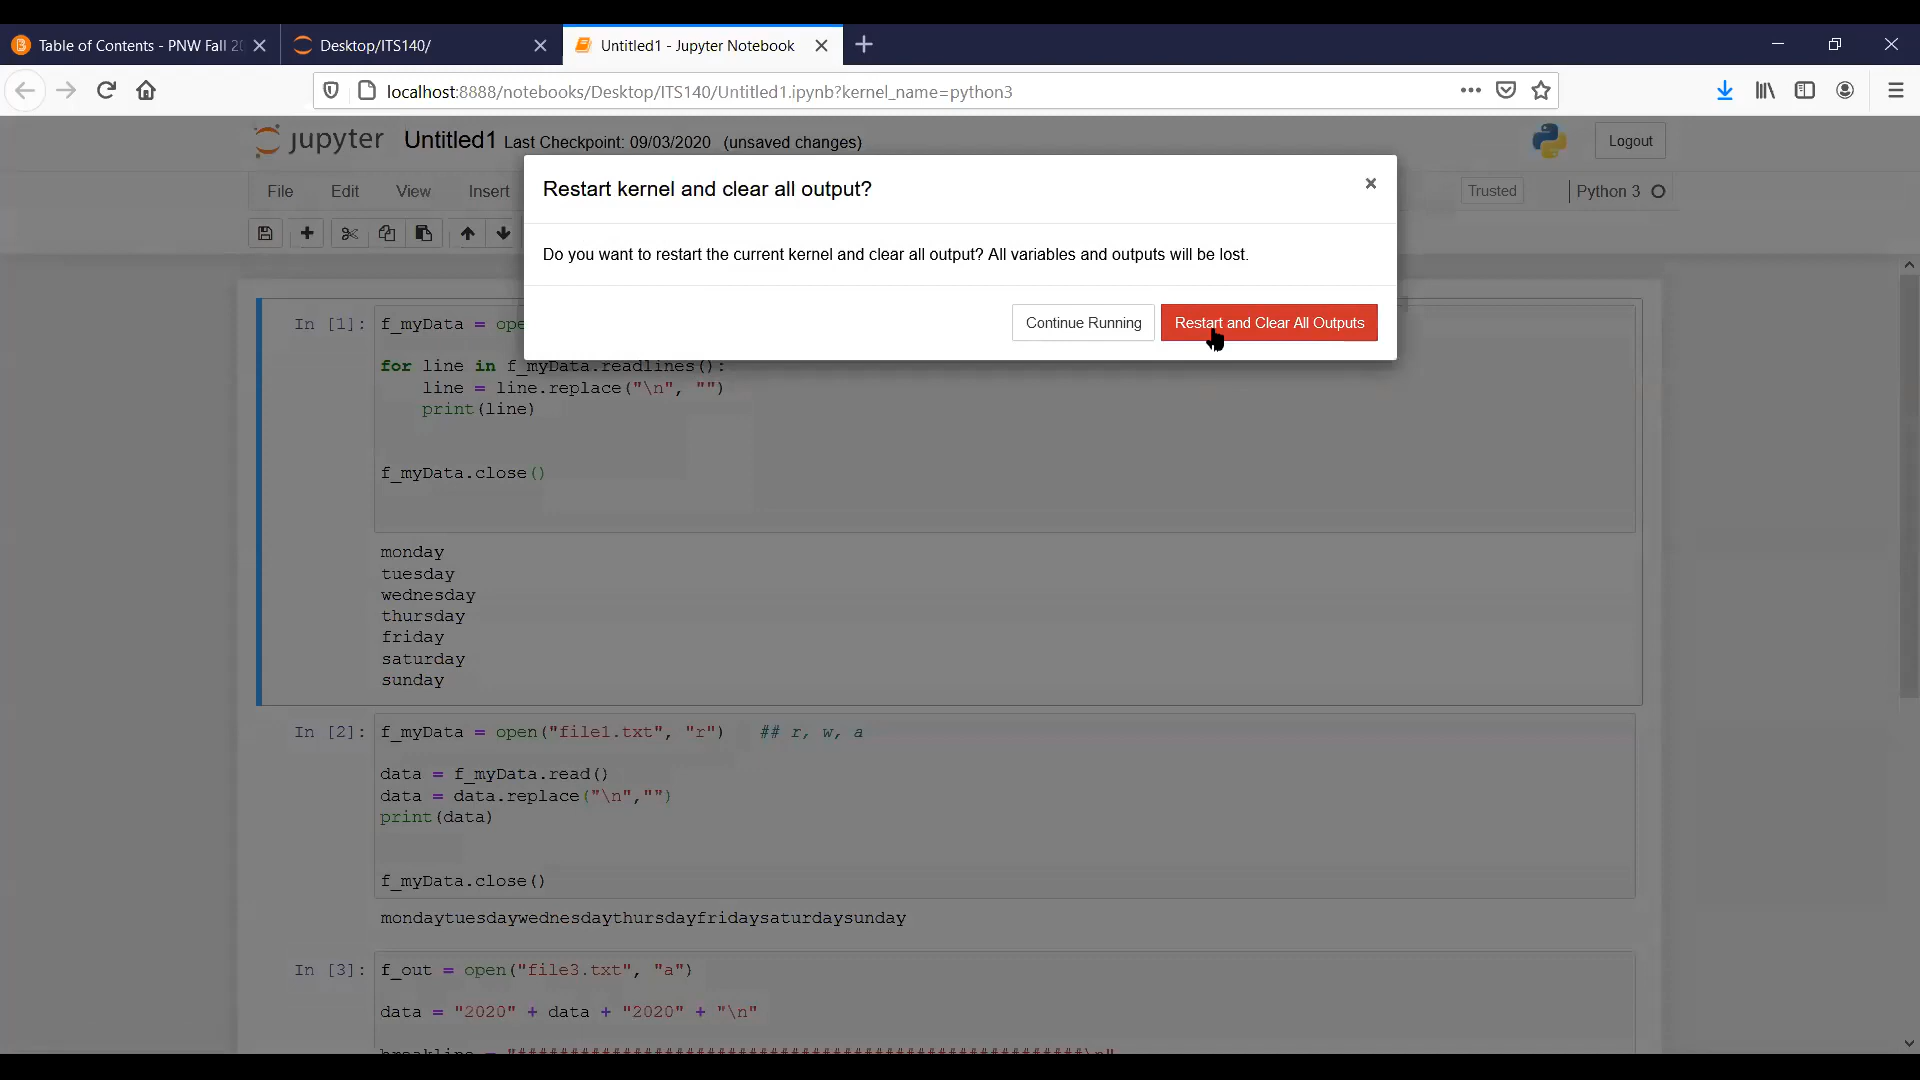 Table of Contents - PNW Fall 20
Desktop/ITS140/
Untitled1 - Jupyter Notebook
localhost:8888/notebooks/Desktop/ITS140/Untitled1.ipynb?kernel_name=python3
jupyter Untitled1 Last Checkpoint: 09/03/2020 (unsaved changes)
Logout
File Edit View Insert
Trusted
Python 3
Restart kernel and clear all output?
Do you want to restart the current kernel and clear all output? All variables and outputs will be lost.
Continue Running
Restart and Clear All Outputs
In [1]: f_myData = ope
for line in f_myData.readlines():
line = line.replace("\n", "")
print(line)
f_myData.close()
monday
tuesday
wednesday
thursday
friday
saturday
sunday
In [2]: f_myData = open("file1.txt", "r") ## r, w, a
data = f_myData.read()
data = data.replace("\n","")
print(data)
f_myData.close()
mondaytuesdaywednesdaythursdayfridaysaturdaysunday
In [3]: f_out = open("file3.txt", "a")
data = "2020" + data + "2020" + "\n"